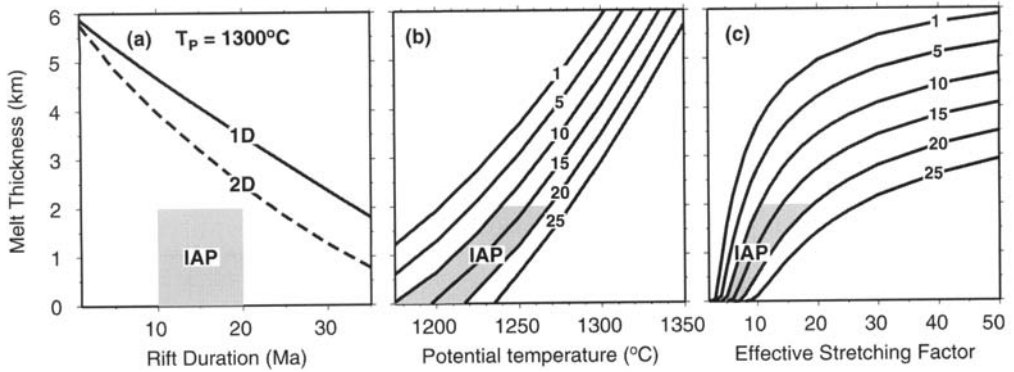 Melt Thickness (km)
6
5
4
3
2
1
0
(a) T_P = 1300°C
1D
2D
IAP
10 20 30
Rift Duration (Ma)
(b)
1
5
10
15
20
25
IAP
1200 1250 1300 1350
Potential temperature (°C)
(c)
1
5
10
15
20
25
IAP
10 20 30 40 50
Effective Stretching Factor